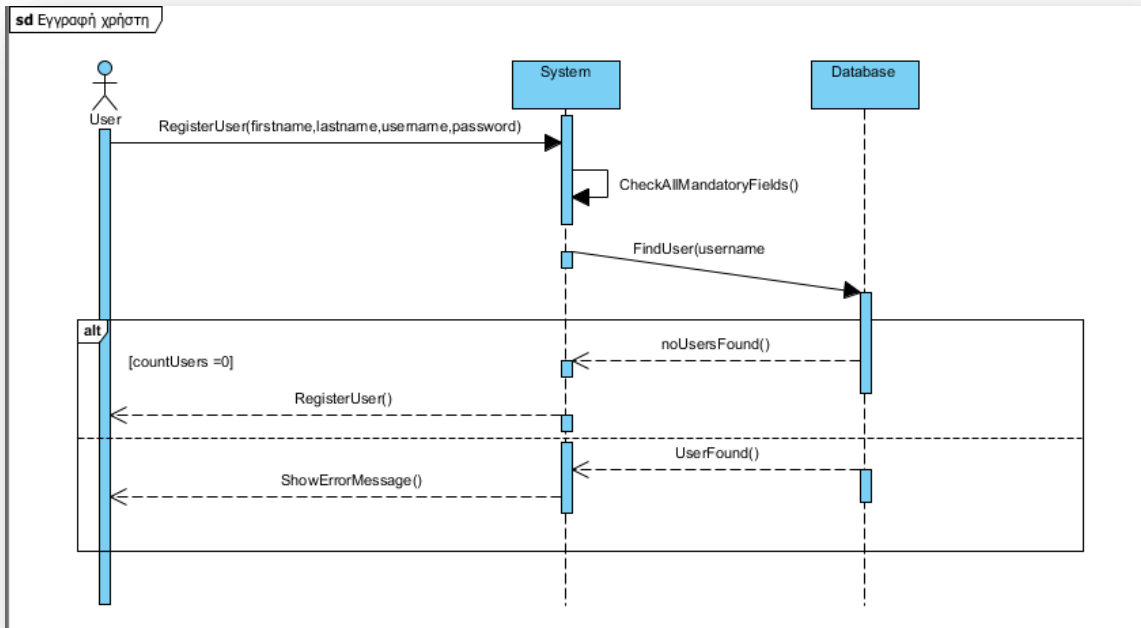 sd Εγγραφή χρήστη
User
System
Database
RegisterUser(firstname,lastname,username,password)
CheckAllMandatoryFields()
FindUser(username
alt
noUsersFound()
[countUsers =0]
RegisterUser()
UserFound()
ShowErrorMessage()